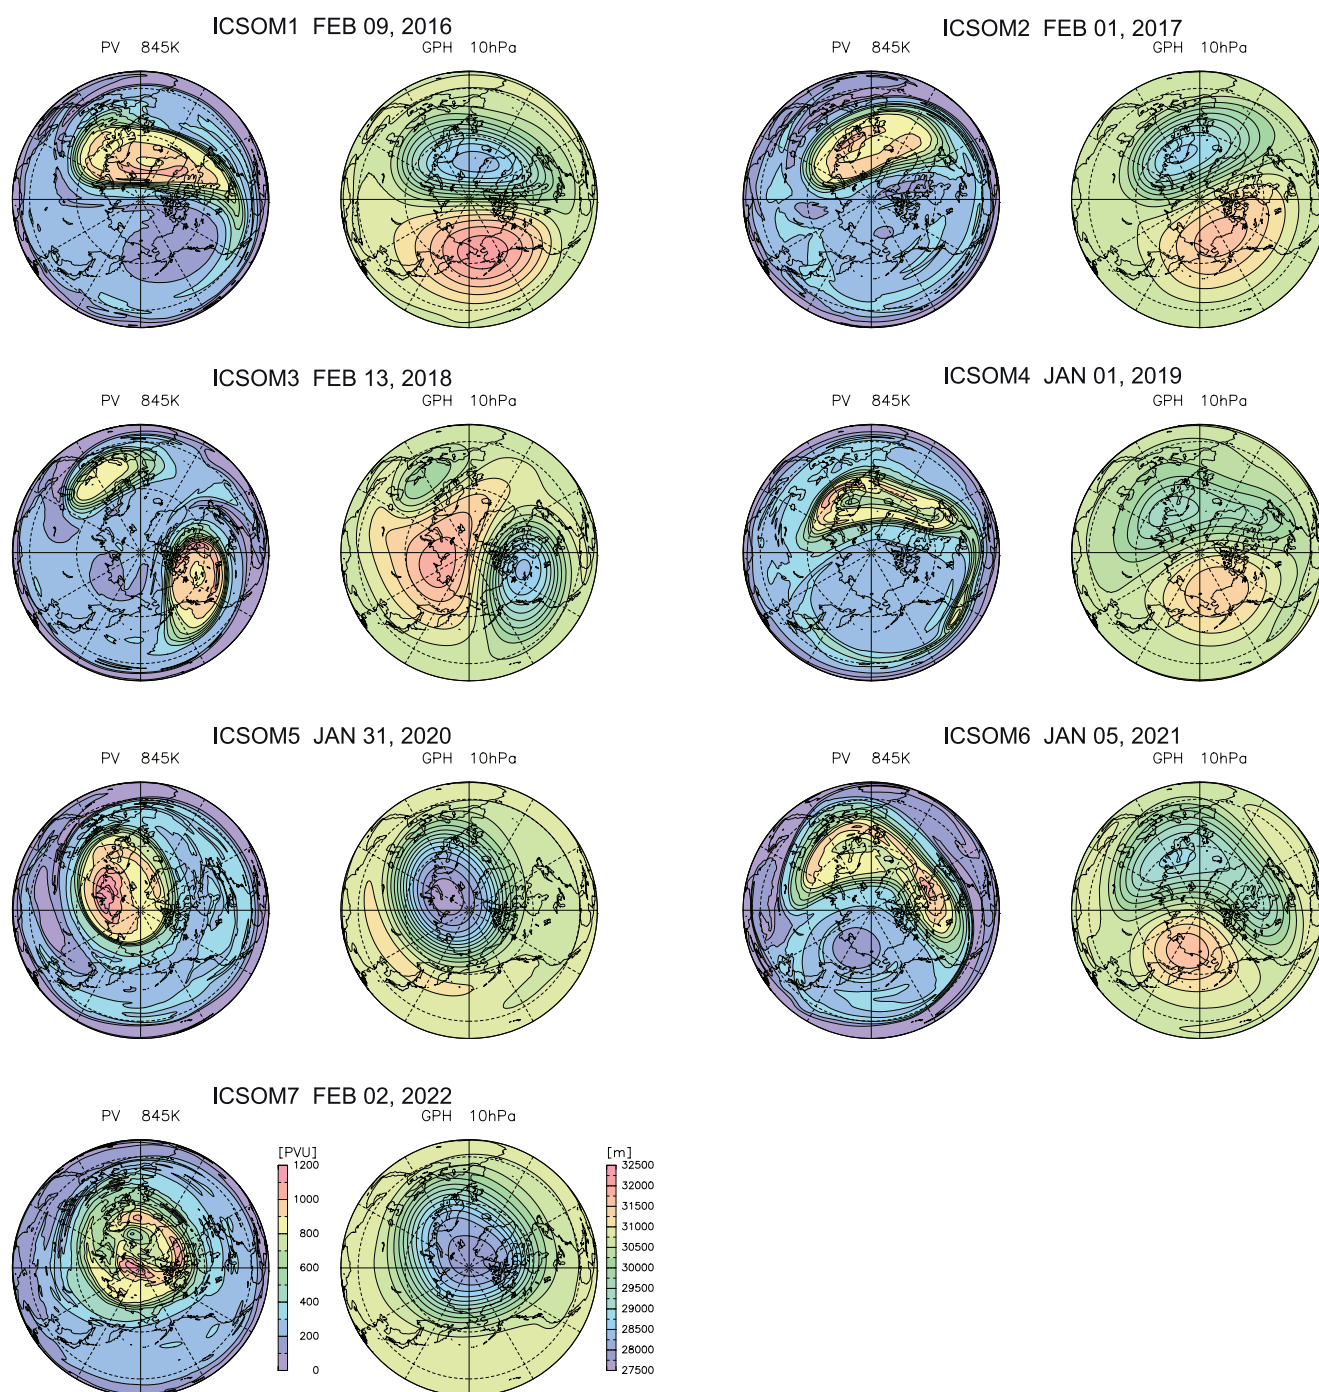 ICSOM1 FEB 09, 2016
PV 845K
GPH 10hPa
ICSOM2 FEB 01, 2017
PV 845K
GPH 10hPa
ICSOM3 FEB 13, 2018
PV 845K
GPH 10hPa
ICSOM4 JAN 01, 2019
PV 845K
GPH 10hPa
ICSOM5 JAN 31, 2020
PV 845K
GPH 10hPa
ICSOM6 JAN 05, 2021
PV 845K
GPH 10hPa
ICSOM7 FEB 02, 2022
PV 845K
GPH 10hPa
[PVU]
1200
1000
800
600
400
200
0
[m]
32500
32000
31500
31000
30500
30000
29500
29000
28500
28000
27500